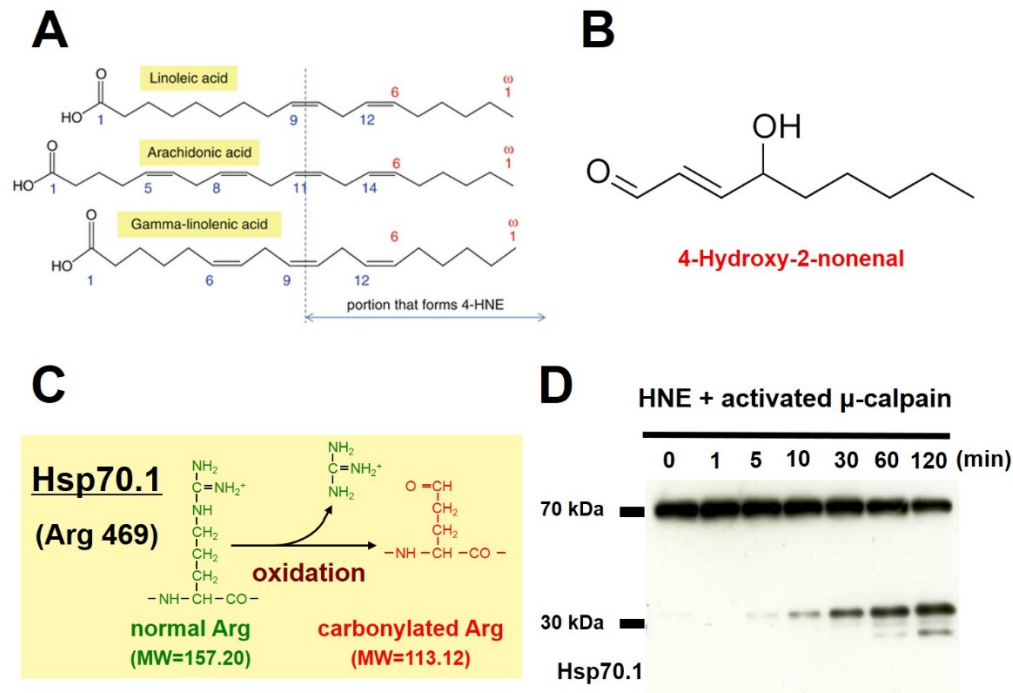 A
Linoleic acid
O
HO
1
9
12
6
ω
1
Arachidonic acid
O
HO
1
5
8
11
14
6
ω
1
Gamma-linolenic acid
O
HO
1
6
9
12
6
ω
1
portion that forms 4-HNE
B
OH
O
4-Hydroxy-2-nonenal
C
Hsp70.1
(Arg 469)
NH2
C=NH2+
NH
CH2
CH2
CH2
–NH–CH–CO–
normal Arg
(MW=157.20)
NH2
C=NH2+
NH2
oxidation
O=CH
CH2
CH2
–NH–CH–CO–
carbonylated Arg
(MW=113.12)
D
HNE + activated μ-calpain
0 1 5 10 30 60 120 (min)
70 kDa
30 kDa
Hsp70.1